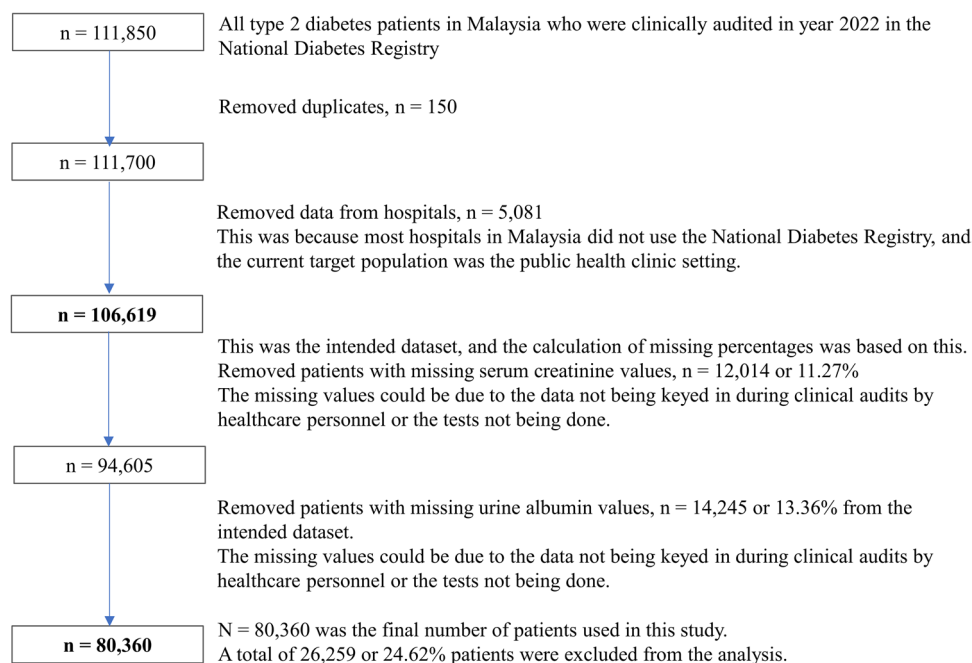 n = 111,850
All type 2 diabetes patients in Malaysia who were clinically audited in year 2022 in the
National Diabetes Registry
Removed duplicates, n = 150
n = 111,700
Removed data from hospitals, n = 5,081
This was because most hospitals in Malaysia did not use the National Diabetes Registry, and
the current target population was the public health clinic setting.
n = 106,619
This was the intended dataset, and the calculation of missing percentages was based on this.
Removed patients with missing serum creatinine values, n = 12,014 or 11.27%
The missing values could be due to the data not being keyed in during clinical audits by
healthcare personnel or the tests not being done.
n = 94,605
Removed patients with missing urine albumin values, n = 14,245 or 13.36% from the
intended dataset.
The missing values could be due to the data not being keyed in during clinical audits by
healthcare personnel or the tests not being done.
n = 80,360
N = 80,360 was the final number of patients used in this study.
A total of 26,259 or 24.62% patients were excluded from the analysis.